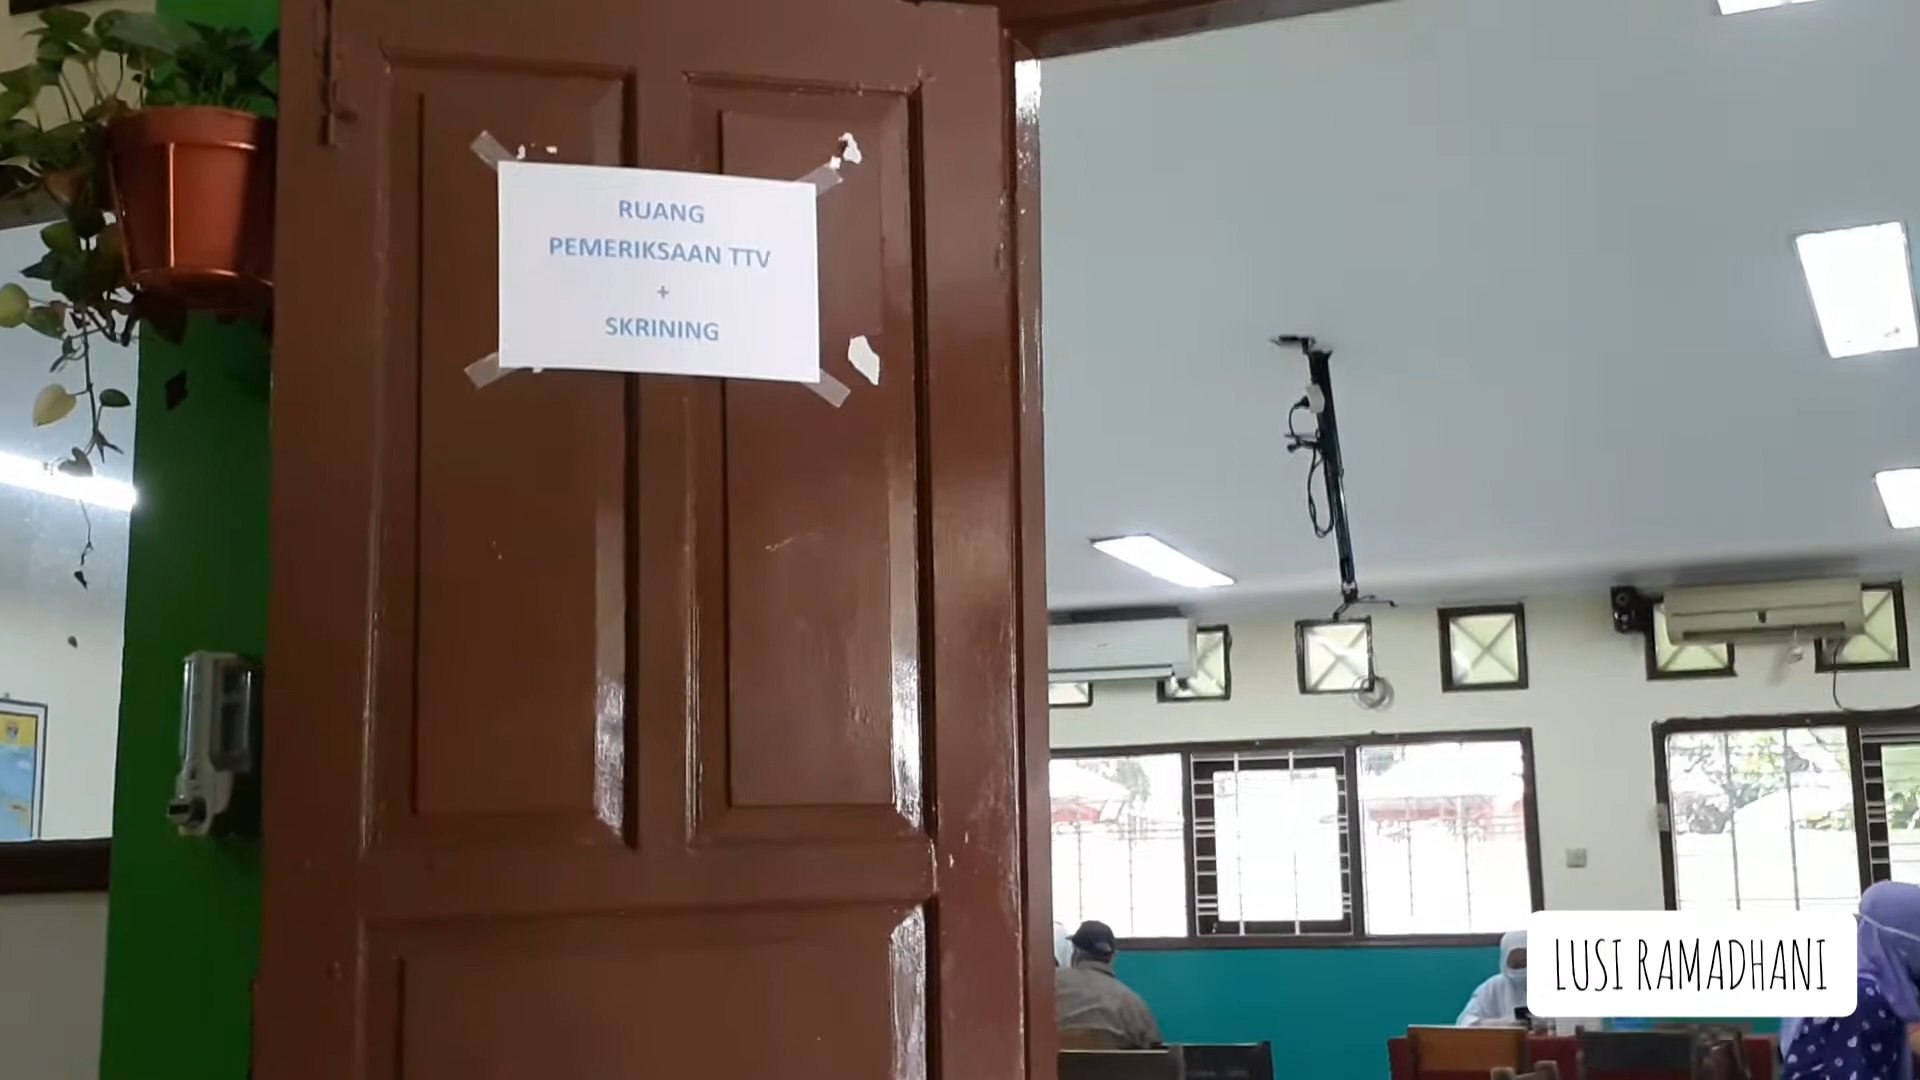 RUANG
PEMERIKSAAN TTV
+
SKRINING
LUSI RAMADHANI